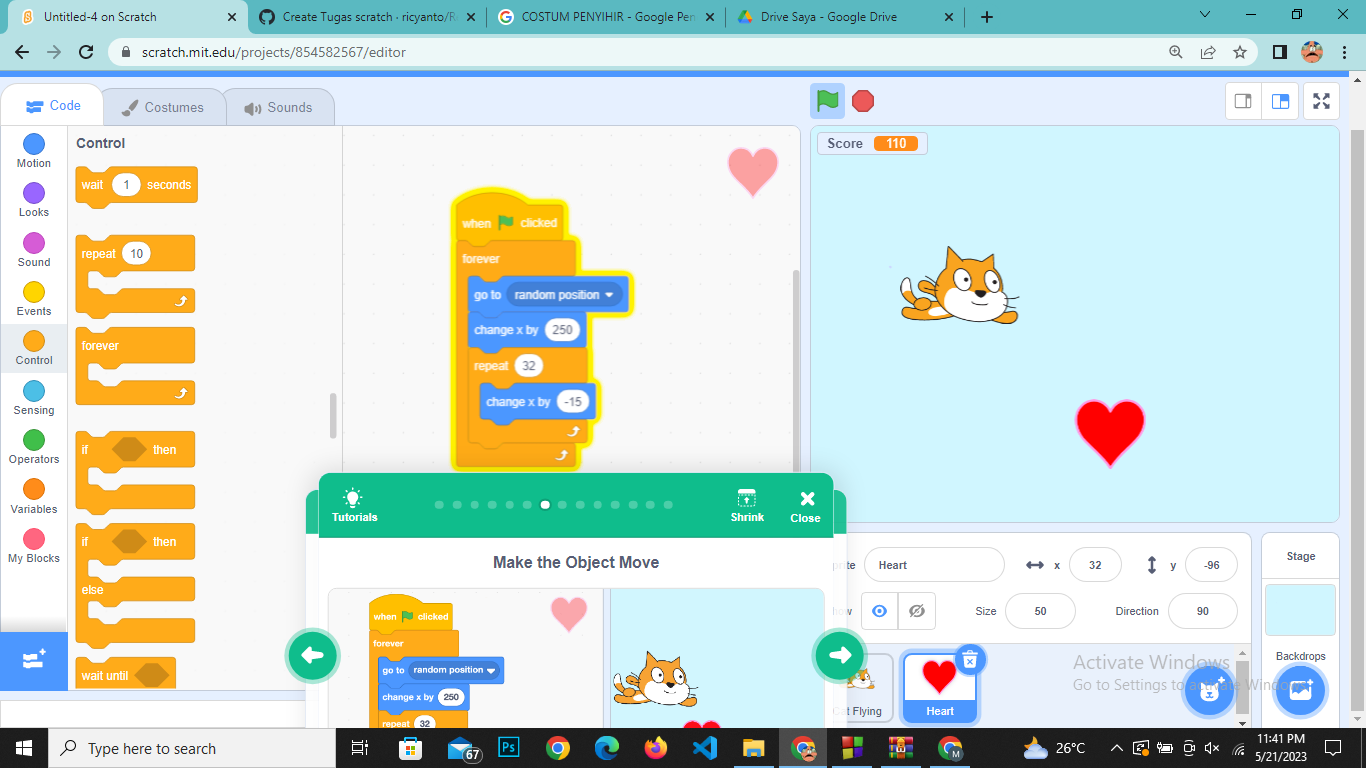 Untitled-4 on Scratch
Create Tugas scratch · ricyanto/R
COSTUM PENYIHIR - Google Pen
Drive Saya - Google Drive
scratch.mit.edu/projects/854582567/editor
Code
Costumes
Sounds
Motion
Looks
Sound
Events
Control
Sensing
Operators
Variables
My Blocks
Control
wait 1 seconds
repeat 10
forever
if then
if then
else
wait until
when clicked
forever
go to random position
change x by 250
repeat 32
change x by -15
Score 110
Tutorials
Shrink
Close
Make the Object Move
when clicked
forever
go to random position
change x by 250
repeat 32
Heart
x 32
y -96
Size 50
Direction 90
Flying
Heart
Stage
Backdrops
Activate Windows
Go to Settings to activate Windows.
Type here to search
67
Ps
M
26°C
11:41 PM
5/21/2023